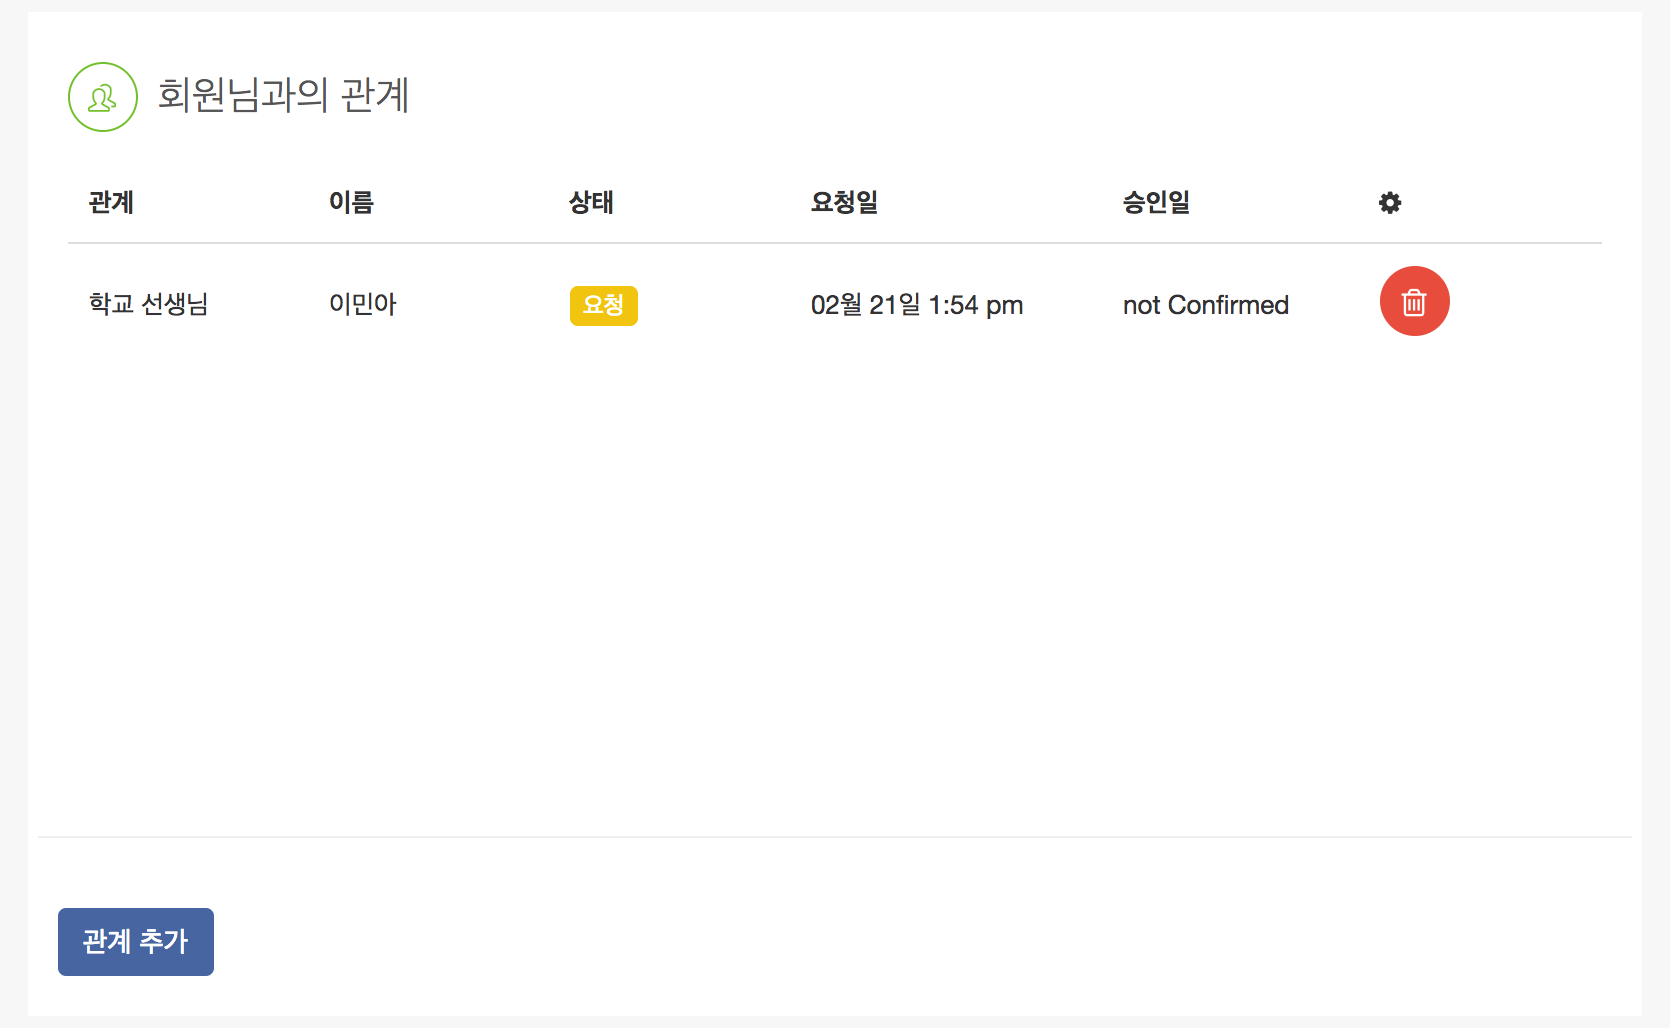 회원님과의 관계
관계 이름 상태 요청일 승인일
학교 선생님 이민아 요청 02월 21일 1:54 pm not Confirmed
관계 추가